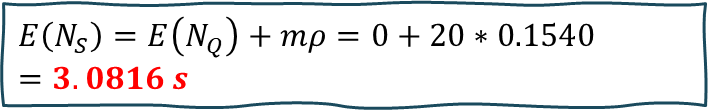 E(N_S) = E(N_Q) + mρ = 0 + 20 * 0.1540
= 3.0816 s